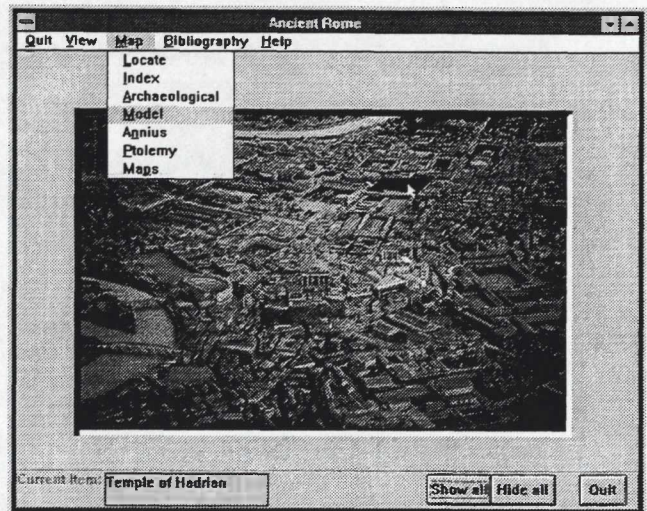 Ancient Rome
Quit View Map Bibliography Help
Locate
Index
Archaeological
Model
Annius
Ptolemy
Maps
Current Item: Temple of Hadrian
Show all Hide all Quit